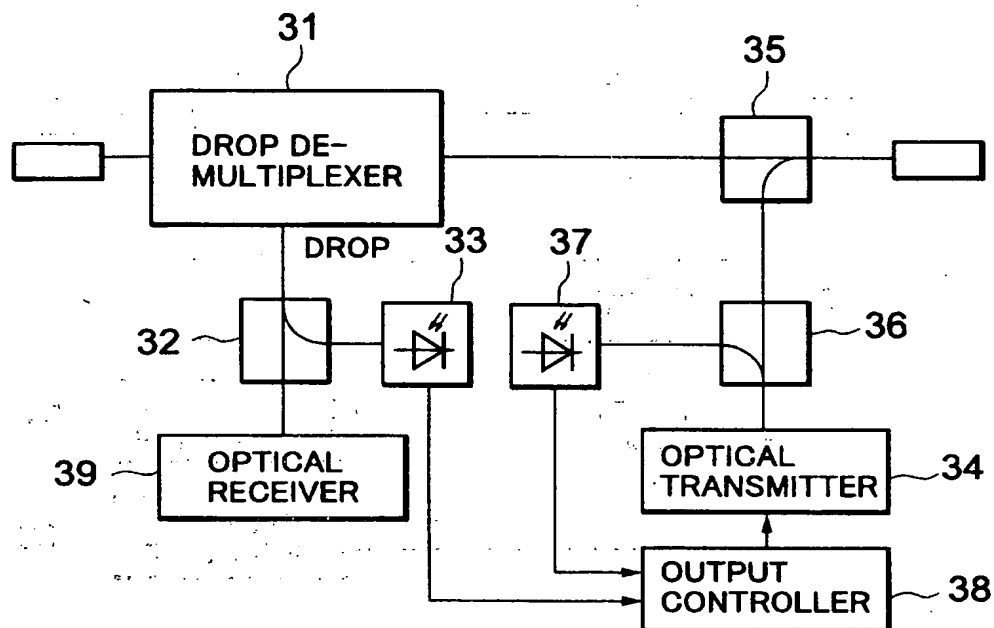 31
35
DROP DE-
MULTIPLEXER
DROP
33
37
32
36
39
OPTICAL
RECEIVER
OPTICAL
TRANSMITTER
34
OUTPUT
CONTROLLER
38